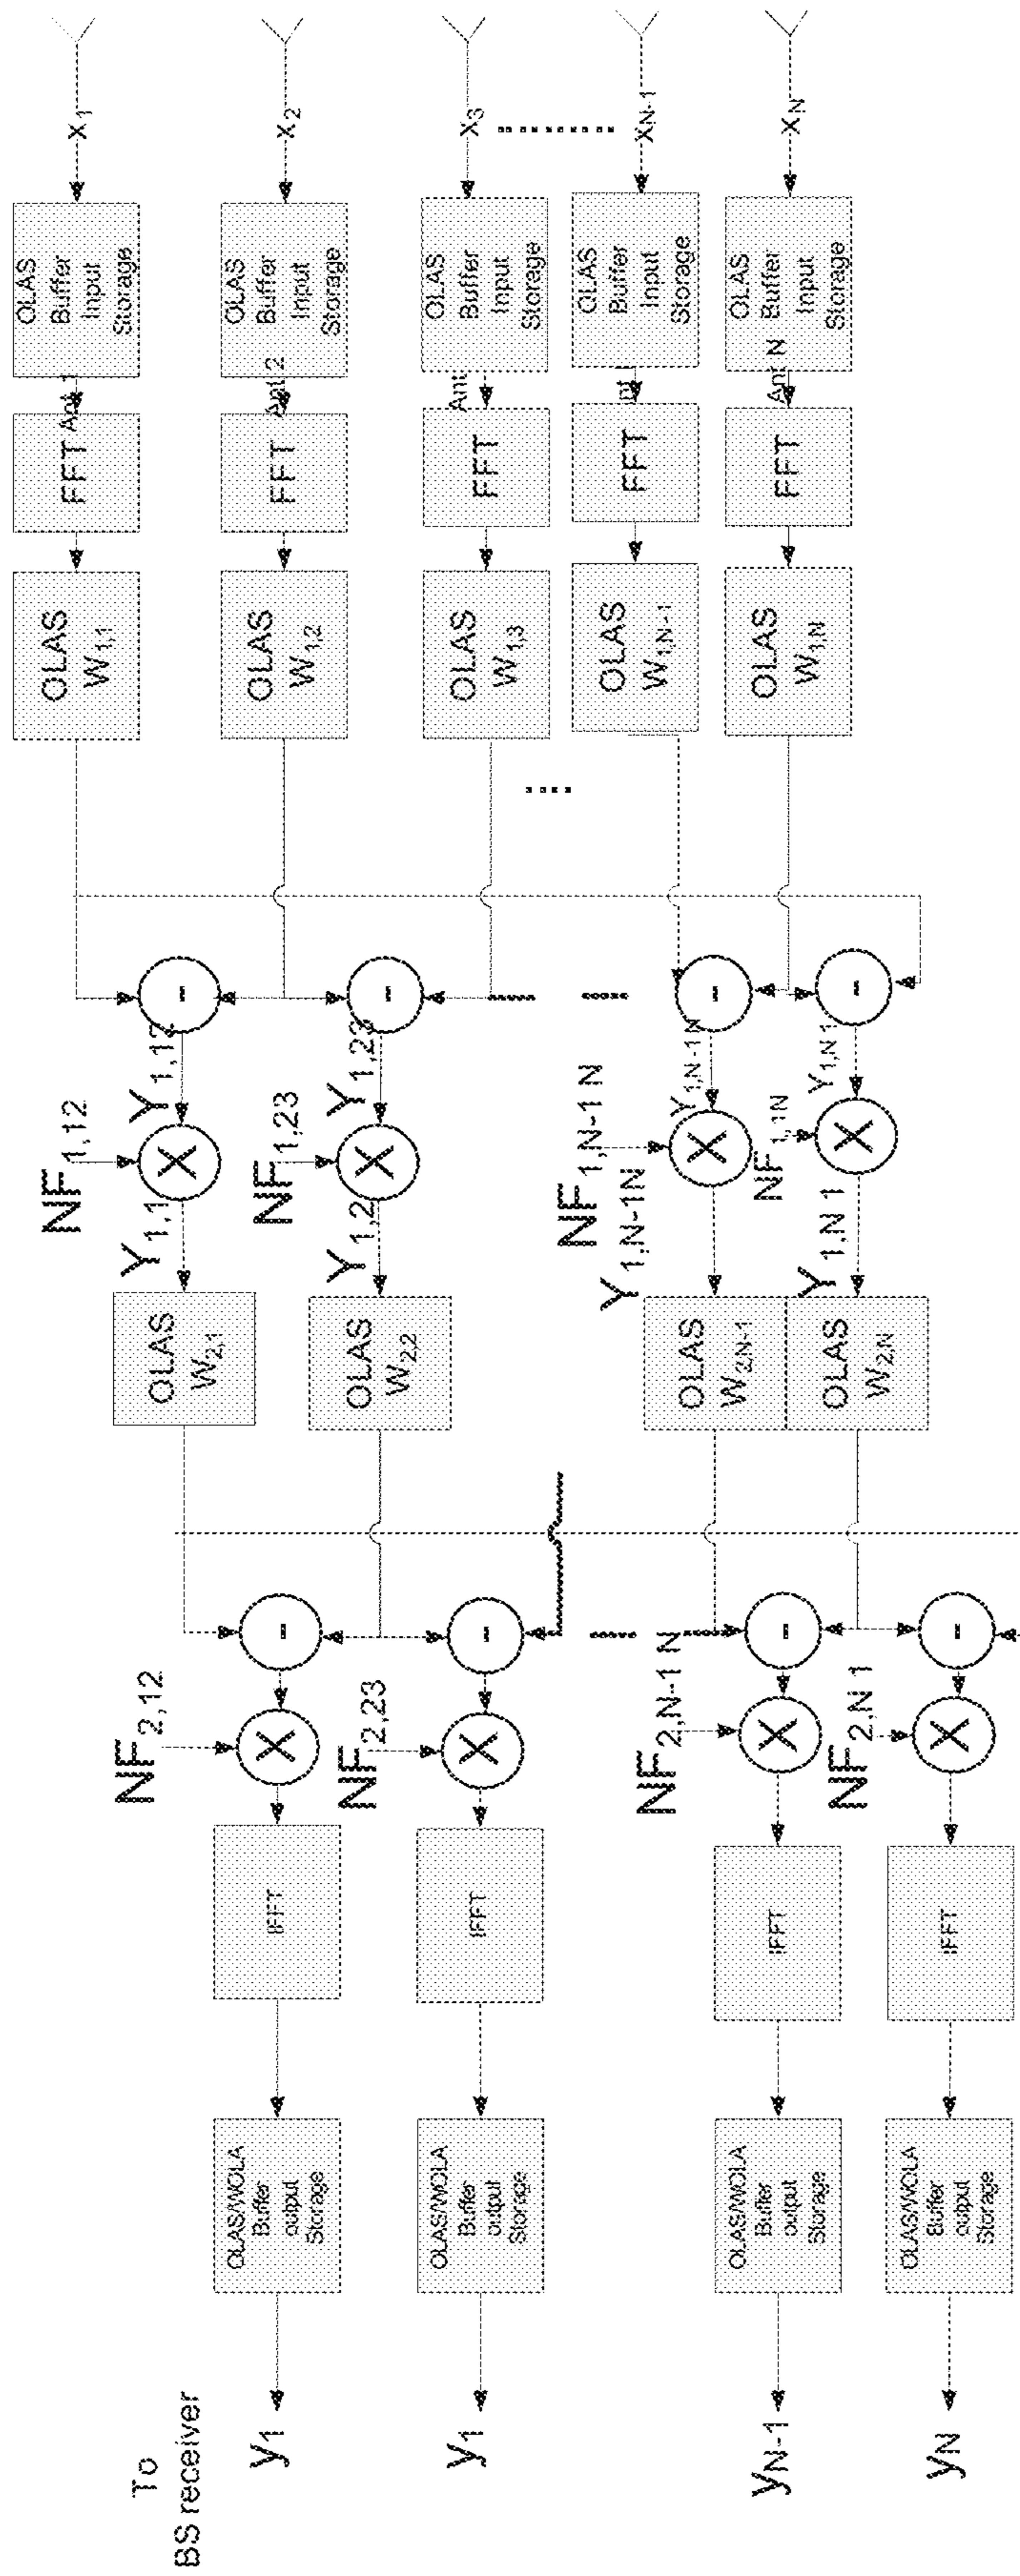 x1
x2
x3 ..........
xN-1
xN
OLAS
Buffer
Input
Storage
OLAS
Buffer
Input
Storage
OLAS
Buffer
Input
Storage
OLAS
Buffer
Input
Storage
OLAS
Buffer
Input
Storage
Ant 1
Ant 2
Ant
Ant N
FFT
FFT
FFT
FFT
FFT
OLAS
W1,1
OLAS
W1,2
OLAS
W1,3
OLAS
W1,N-1
OLAS
W1,N
....
-
-
-
-
Y1,12
Y1,23
Y1,N-1N
Y1,N1
NF1,12
NF1,23
NF1,N-1 N
NF1,1N
X
X
X
X
Y1,1
Y1,2
Y1,N-1N
Y1,N 1
OLAS
W2,1
OLAS
W2,2
OLAS
W2,N-1
OLAS
W2,N
-
-
-
-
NF2,12
NF2,23
NF2,N-1 N
NF2,N 1
X
X
X
X
IFFT
IFFT
IFFT
IFFT
OLAS/WOLA
Buffer
output
Storage
OLAS/WOLA
Buffer
output
Storage
OLAS/WOLA
Buffer
output
Storage
OLAS/WOLA
Buffer
output
Storage
To
BS receiver
y1
y1
yN-1
yN